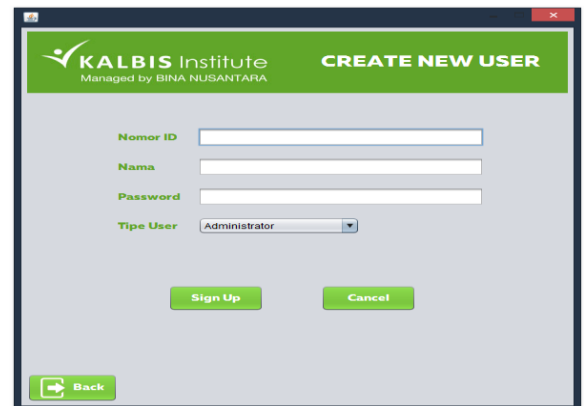 KALBIS Institute
Managed by BINA NUSANTARA
CREATE NEW USER
Nomor ID
Nama
Password
Tipe User Administrator
Sign Up Cancel
Back